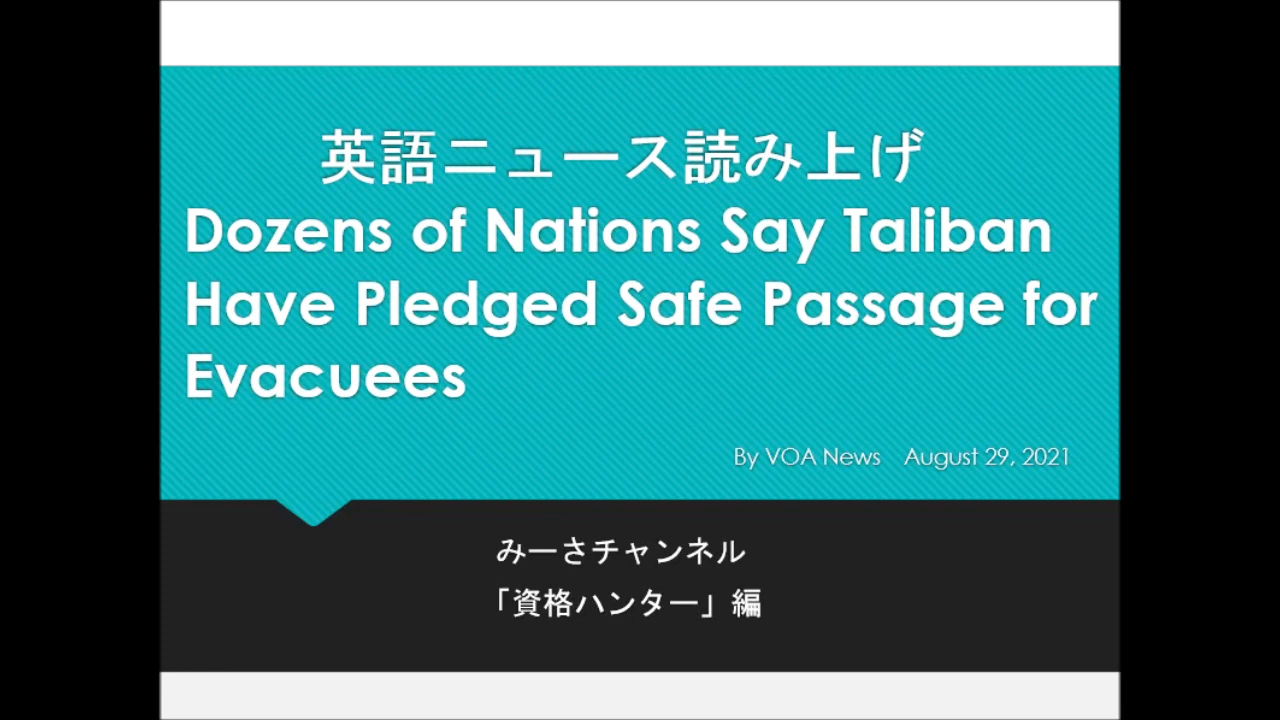 英語ニュース読み上げ
Dozens of Nations Say Taliban
Have Pledged Safe Passage for
Evacuees
By VOA News　August 29, 2021
みーさチャンネル
「資格ハンター」編